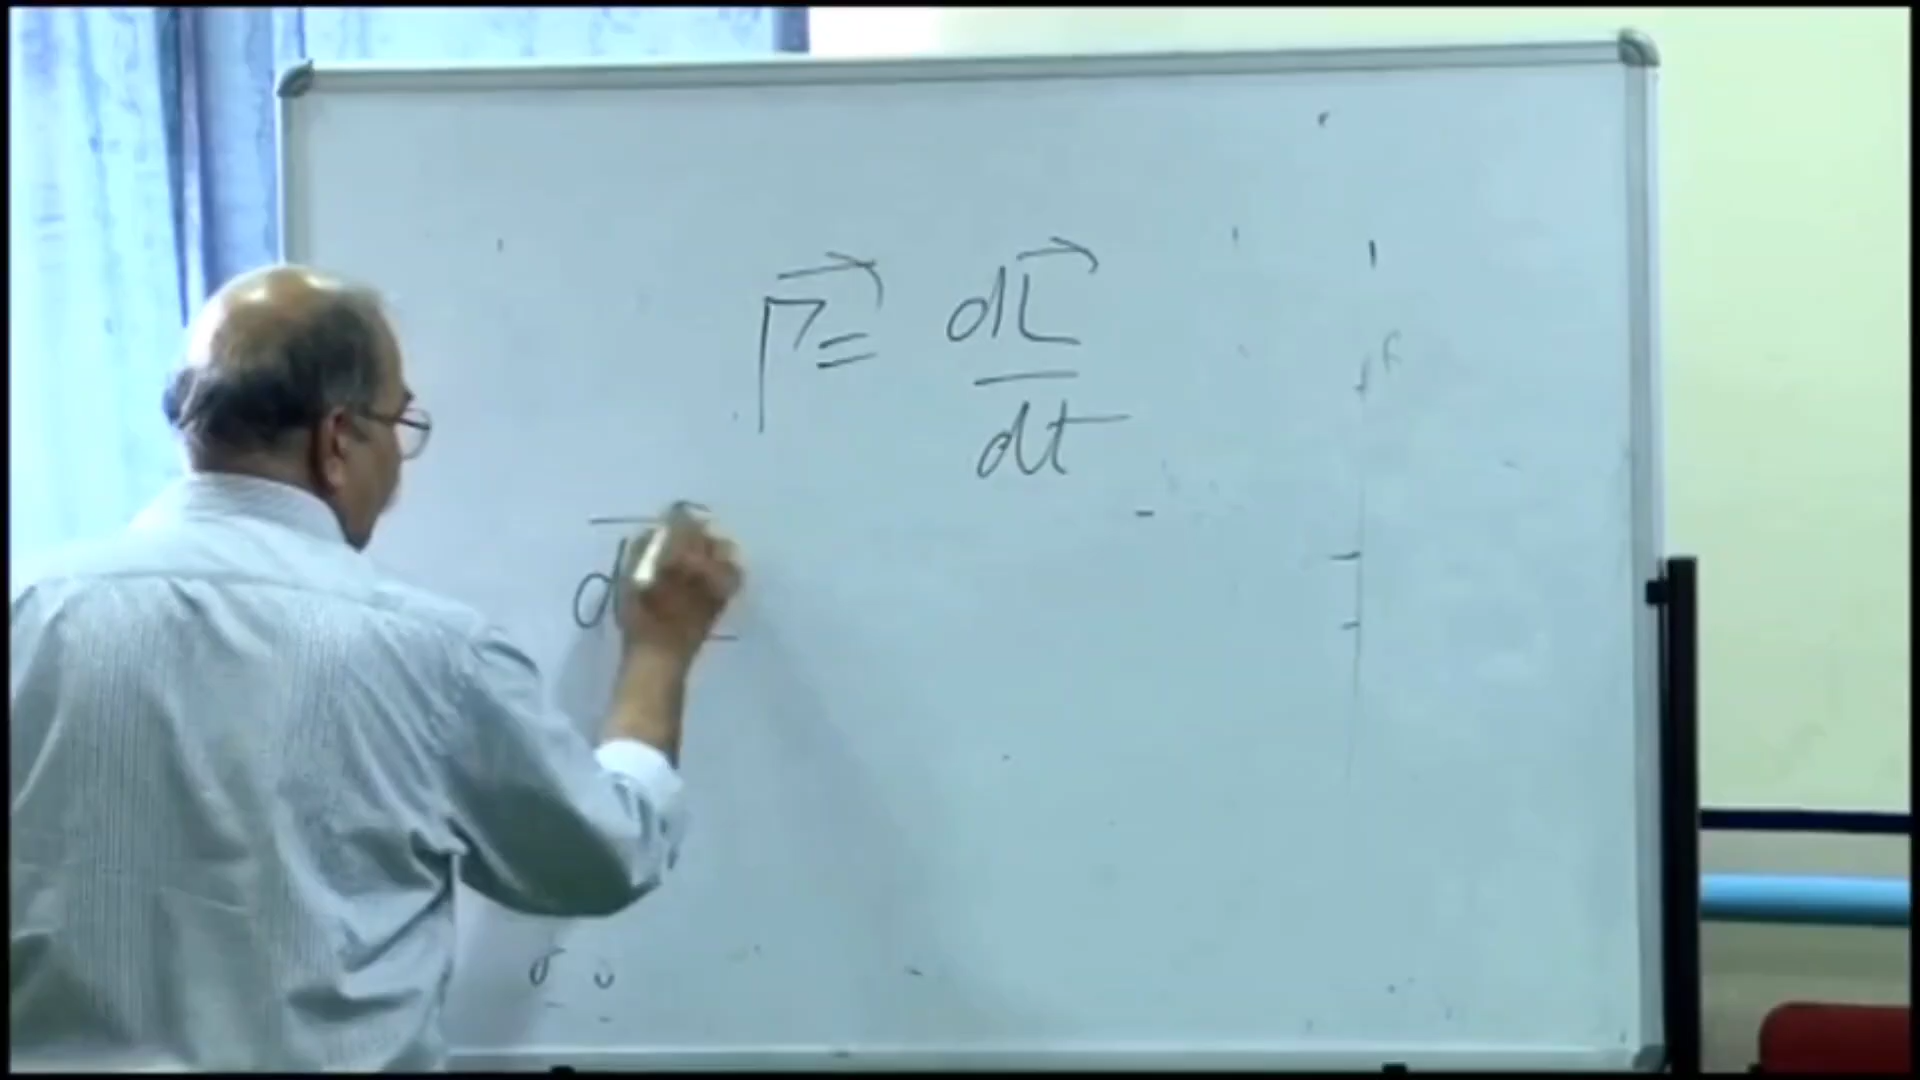 Γ⃗ = dL⃗
dt
d